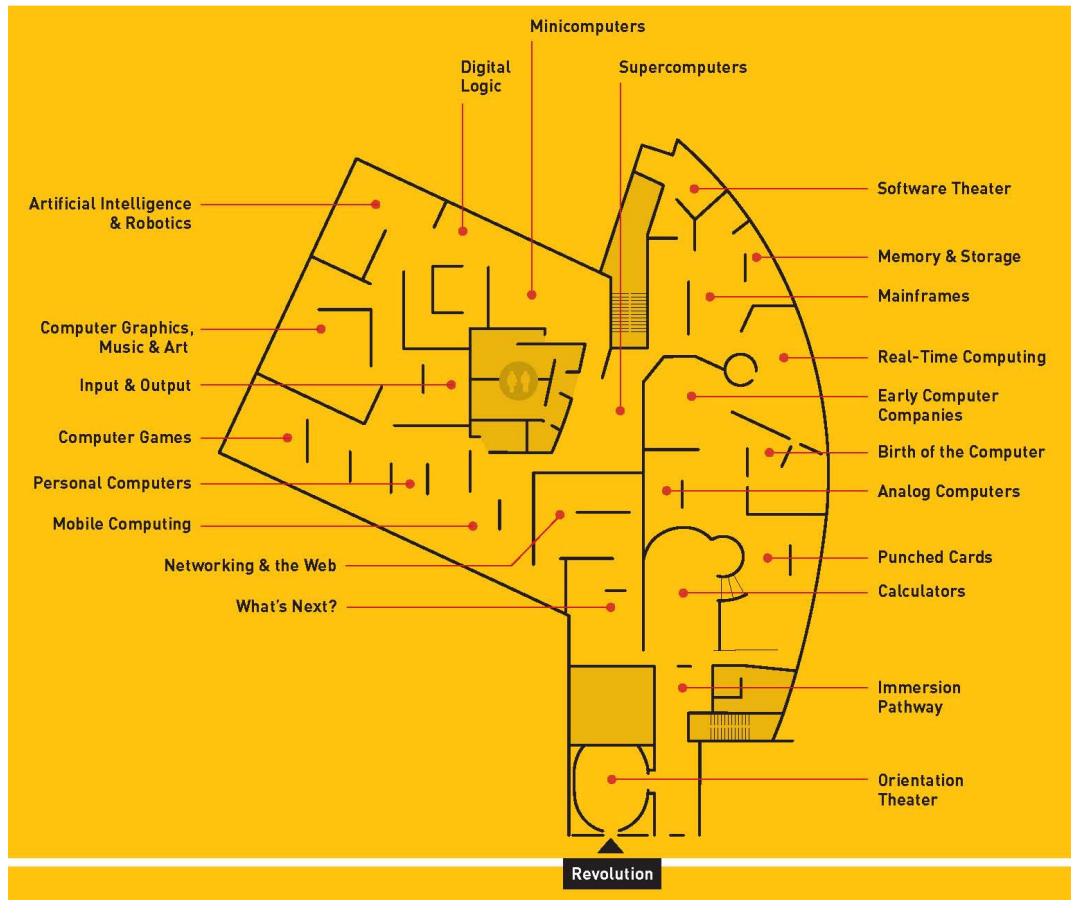 Minicomputers
Digital
Logic
Supercomputers
Artificial Intelligence
& Robotics
Computer Graphics,
Music & Art
Input & Output
Computer Games
Personal Computers
Mobile Computing
Networking & the Web
What's Next?
Software Theater
Memory & Storage
Mainframes
Real-Time Computing
Early Computer
Companies
Birth of the Computer
Analog Computers
Punched Cards
Calculators
Immersion
Pathway
Orientation
Theater
Revolution